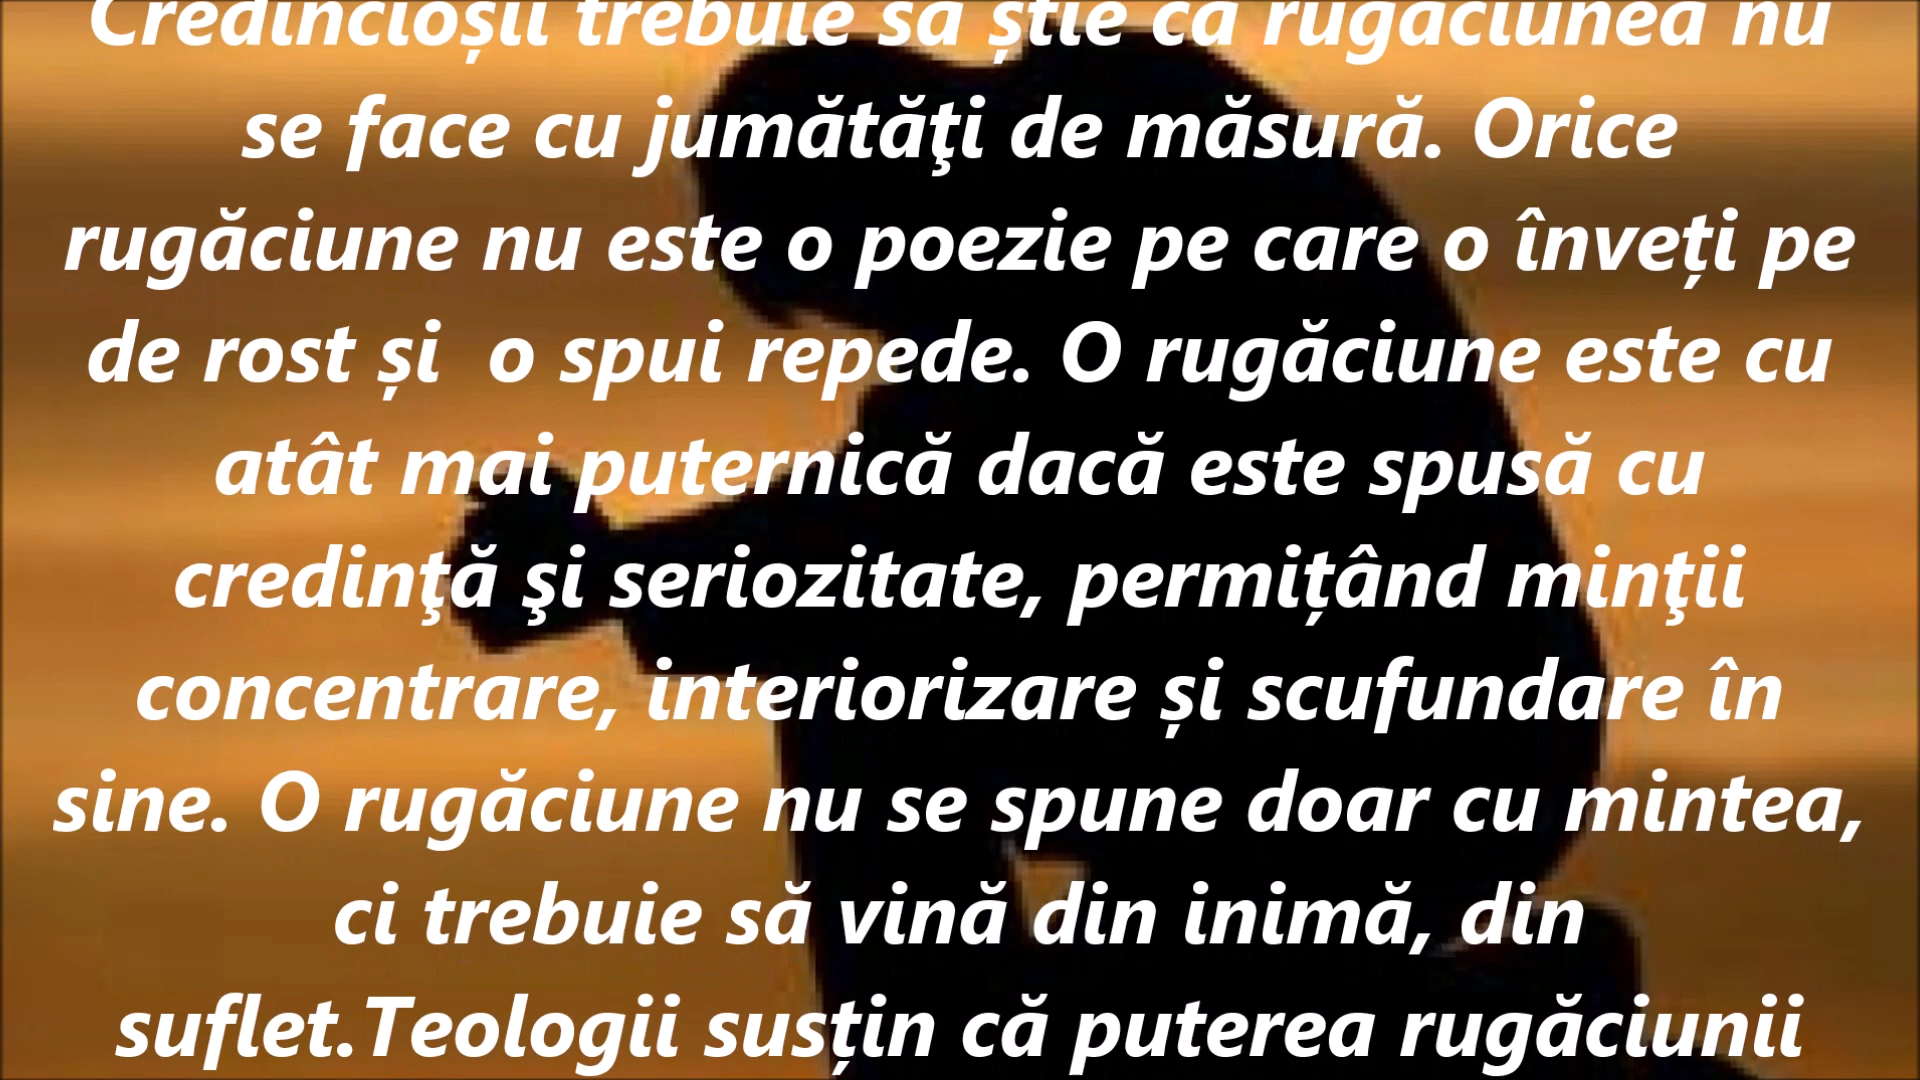 Credincioșii trebuie să știe că rugăciunea nu
se face cu jumătăţi de măsură. Orice
rugăciune nu este o poezie pe care o înveți pe
de rost și  o spui repede. O rugăciune este cu
atât mai puternică dacă este spusă cu
credinţă şi seriozitate, permițând minţii
concentrare, interiorizare și scufundare în
sine. O rugăciune nu se spune doar cu mintea,
ci trebuie să vină din inimă, din
suflet.Teologii susțin că puterea rugăciunii